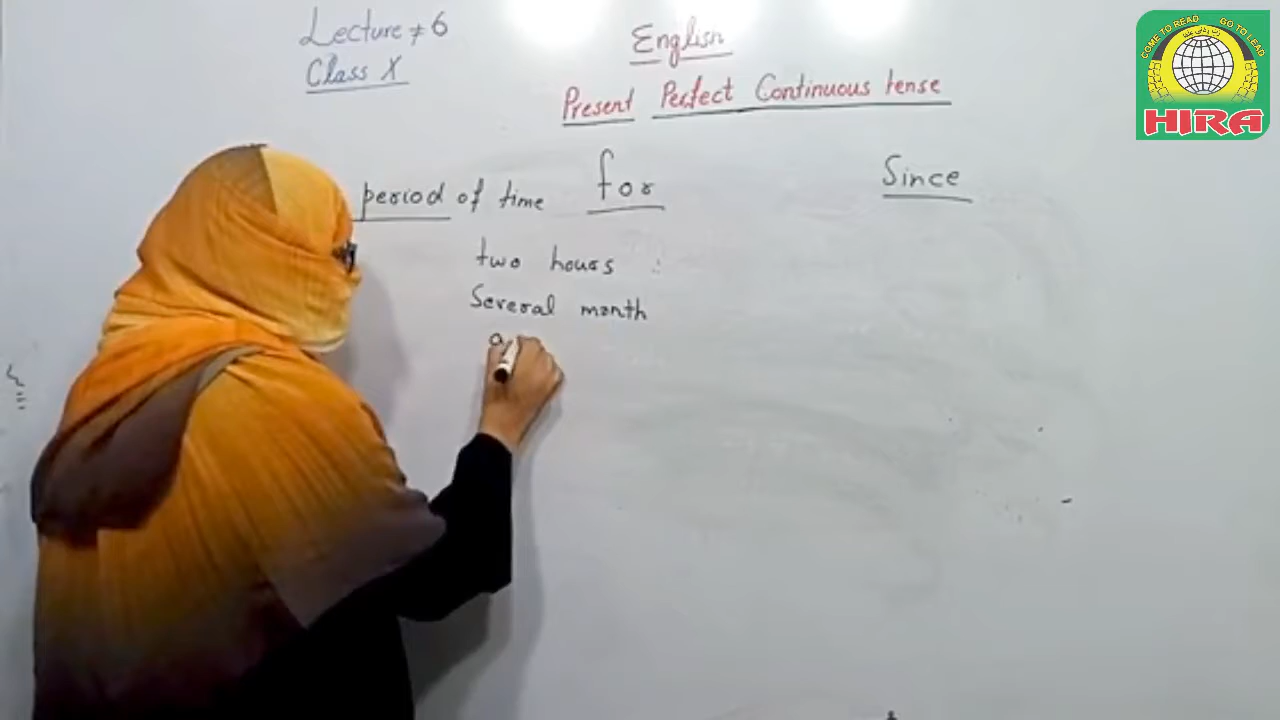 Lecture # 6
Class X
English
Present Perfect Continuous tense
period of time for
Since
two hours :
Several month
a
COME TO READ GO TO LEAD
HIRA